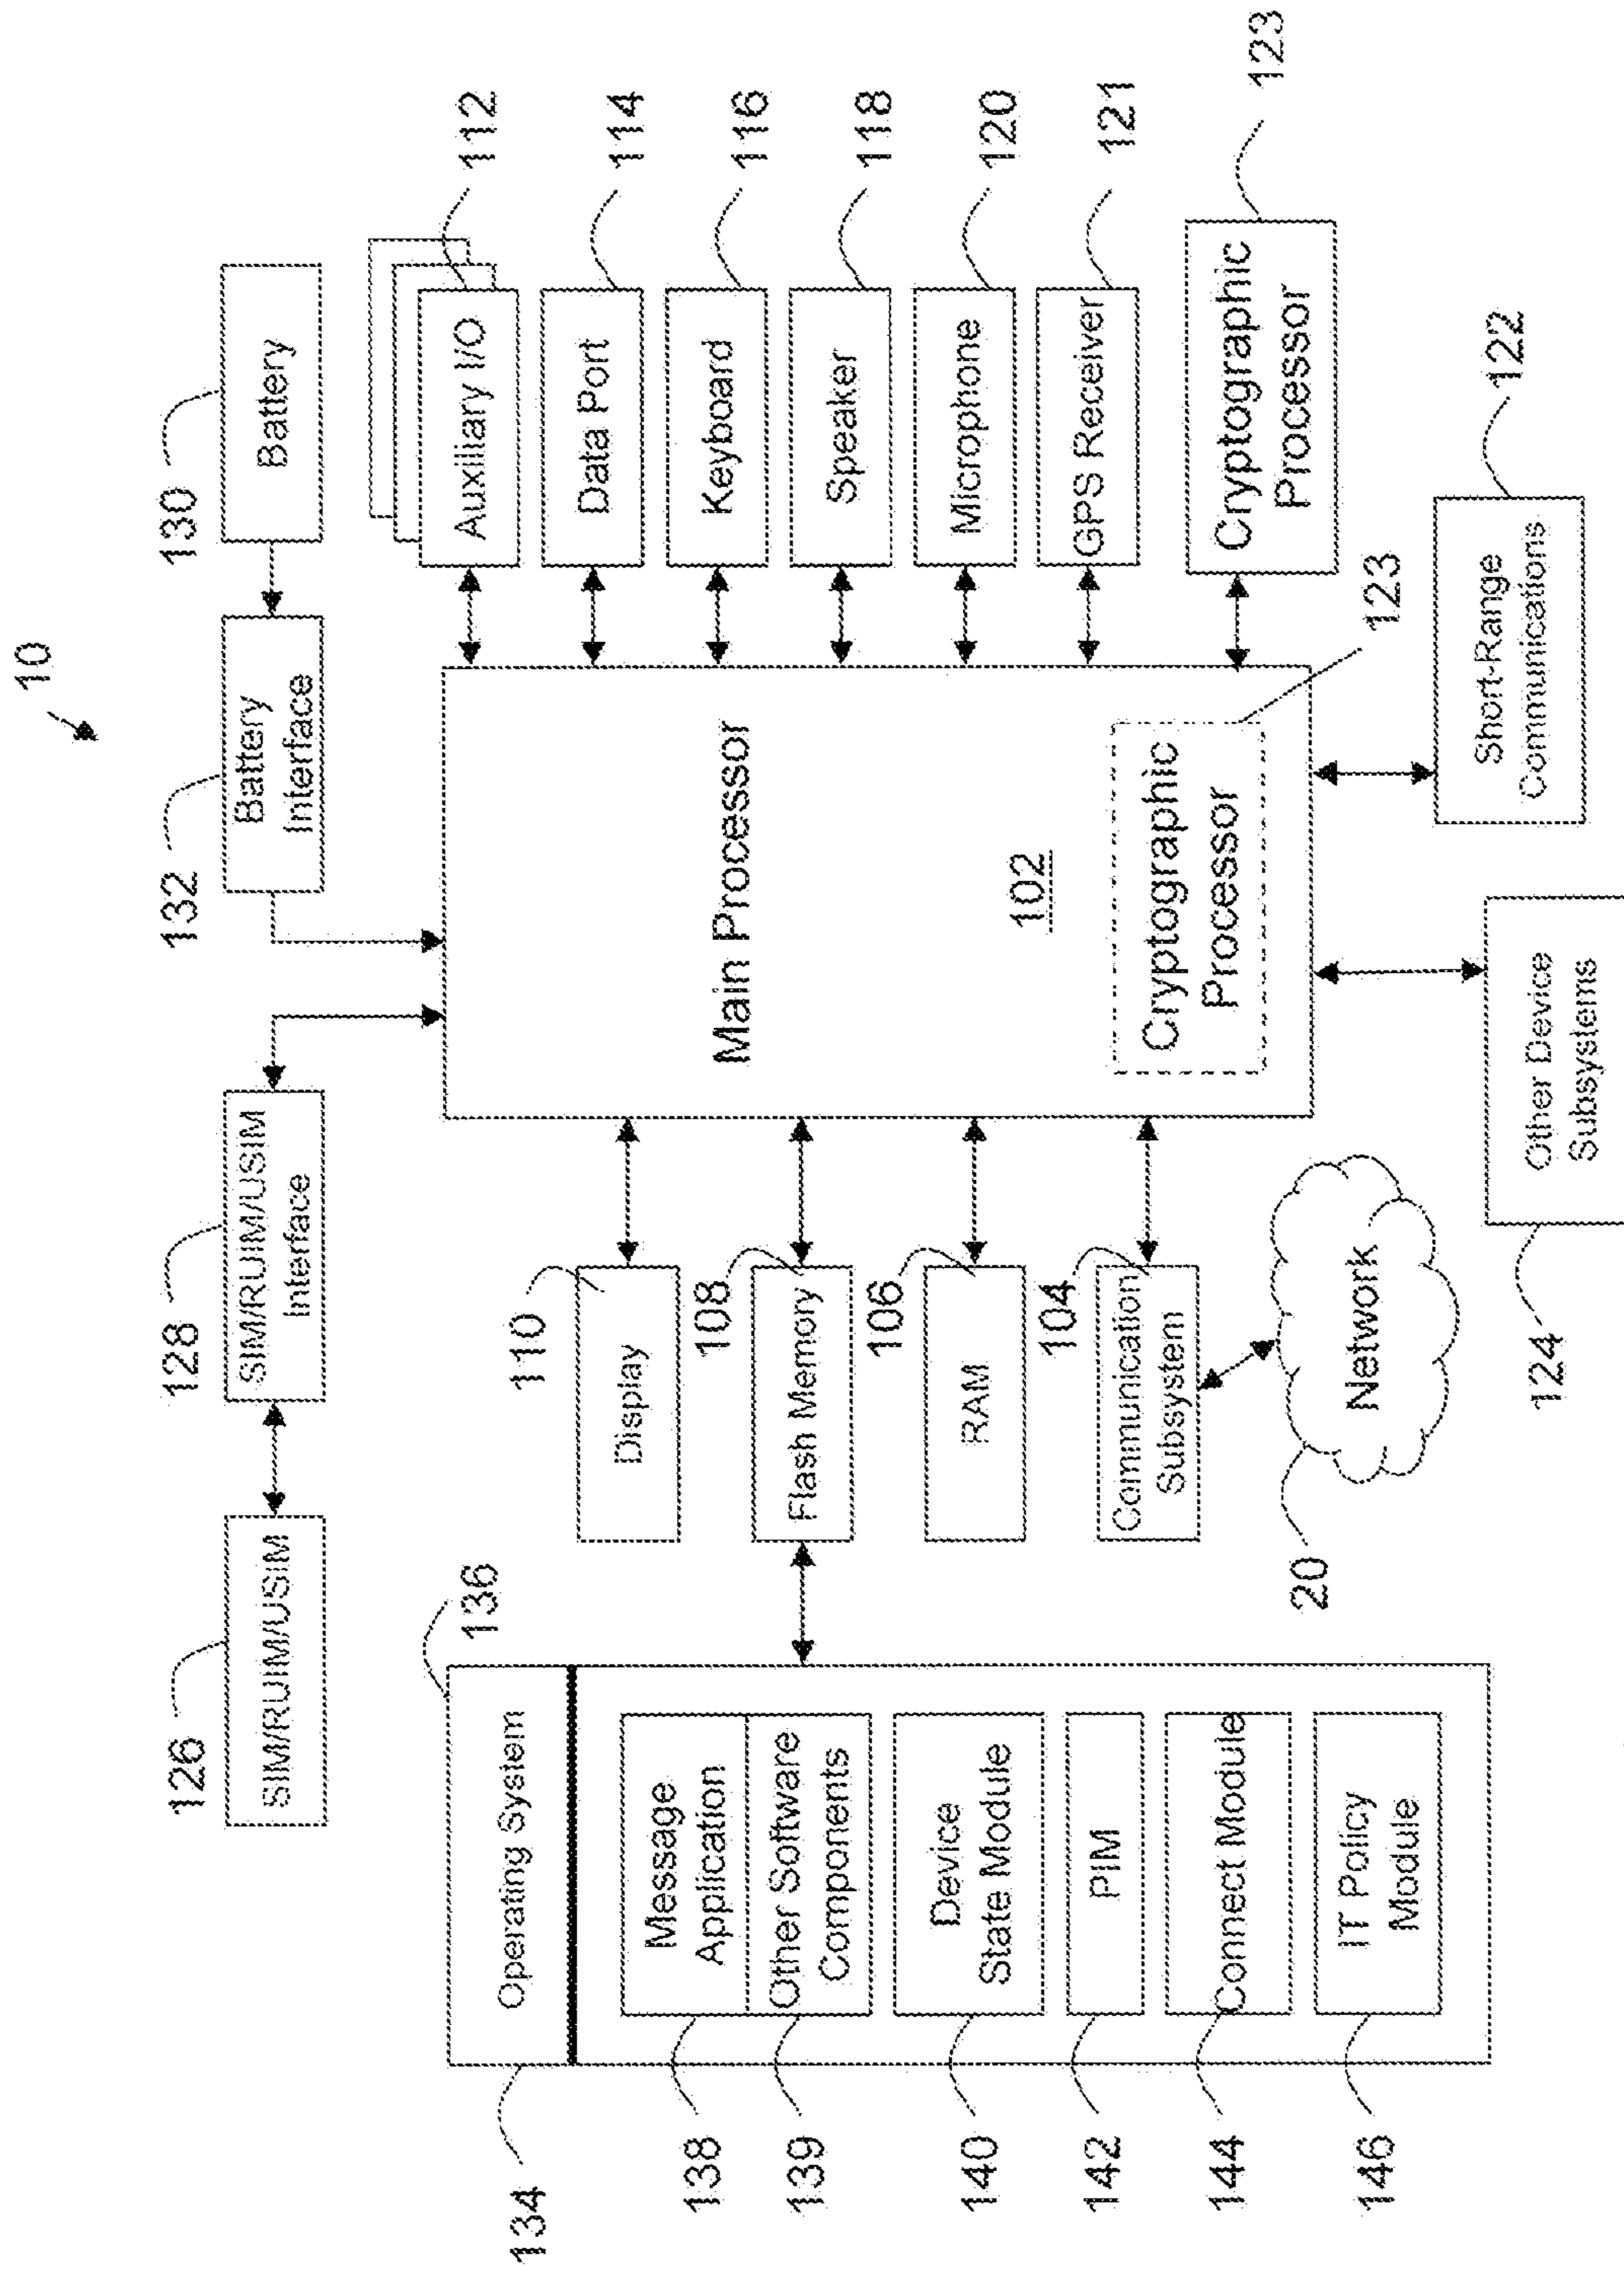 10
126
128
132
130
SIM/RUIM/USIM
SIM/RUIM/USIM
Interface
Battery
Interface
Battery
134
136
Operating System
138
Message
Application
139
Other Software
Components
140
Device
State Module
142
PIM
144
Connect Module
146
IT Policy
Module
110
Display
108
Flash Memory
106
RAM
104
Communication
Subsystem
20
Network
Main Processor
102
Cryptographic
Processor
123
Auxiliary I/O
112
Data Port
114
Keyboard
116
Speaker
118
Microphone
120
GPS Receiver
121
Cryptographic
Processor
123
124
Other Device
Subsystems
Short-Range
Communications
122